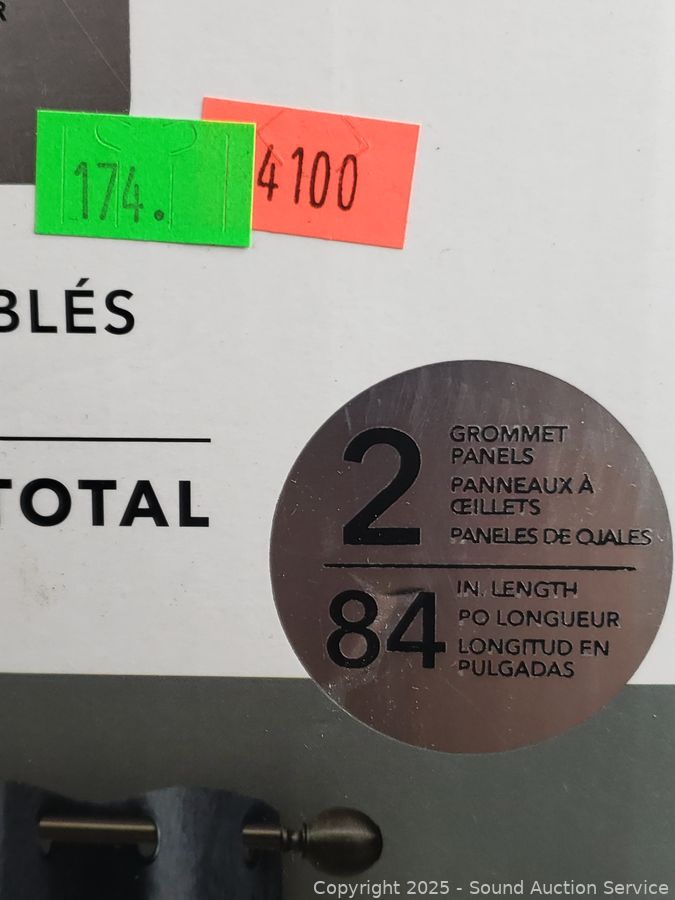 R
174.
4100
BLÉS
TOTAL
2
GROMMET
PANELS
PANNEAUX À
ŒILLETS
PANELES DE OJALES
84
IN. LENGTH
PO LONGUEUR
LONGITUD EN
PULGADAS
Copyright 2025 - Sound Auction Service